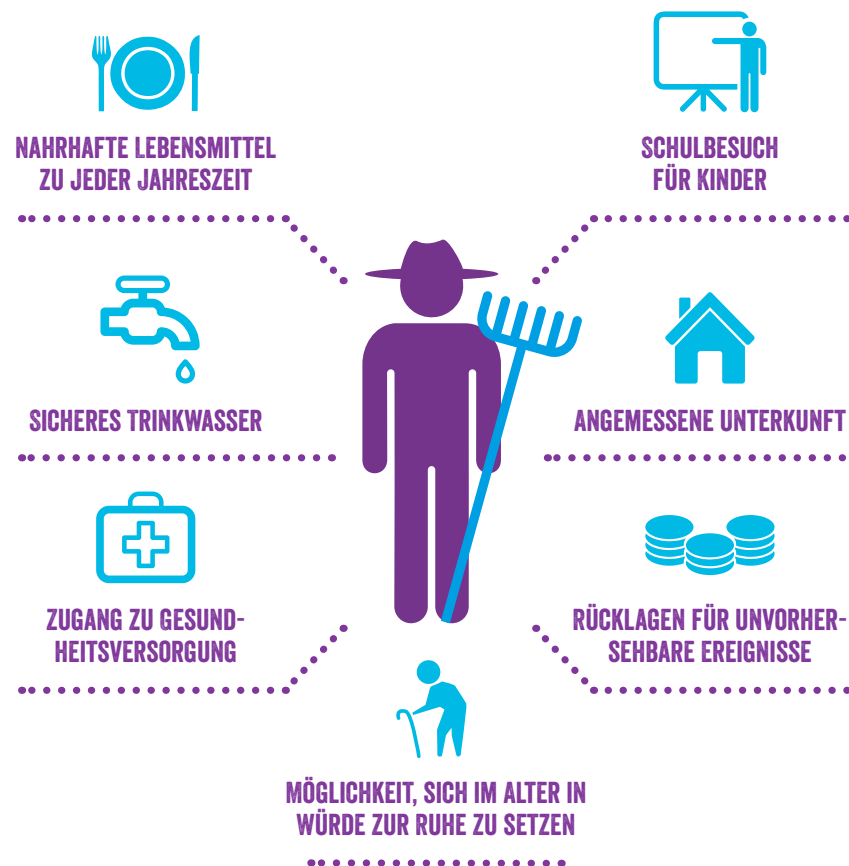 NAHRHAFTE LEBENSMITTEL
ZU JEDER JAHRESZEIT
SCHULBESUCH
FÜR KINDER
SICHERES TRINKWASSER
ANGEMESSENE UNTERKUNFT
ZUGANG ZU GESUND-
HEITSVERSORGUNG
RÜCKLAGEN FÜR UNVORHER-
SEHBARE EREIGNISSE
MÖGLICHKEIT, SICH IM ALTER IN
WÜRDE ZUR RUHE ZU SETZEN